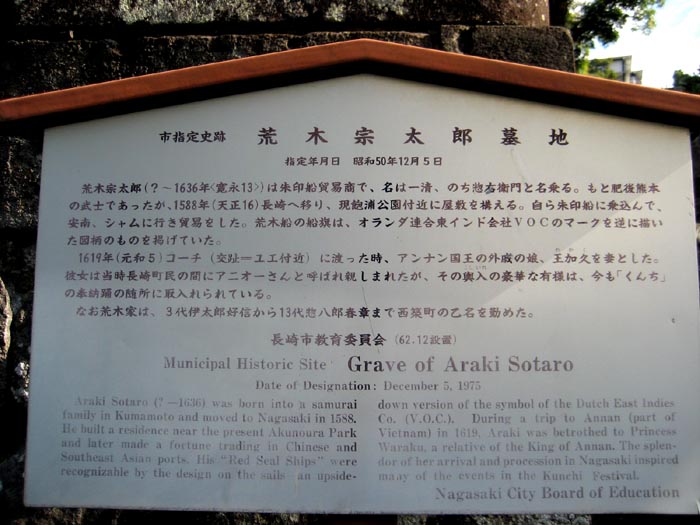 市指定史跡 荒木宗太郎墓地
指定年月日 昭和50年12月5日
荒木宗太郎(?~1636年<寛永13>)は朱印船貿易商で、名は一清、のち惣右衛門と名乗る。もと肥後熊本
の武士であったが、1588年(天正16)長崎へ移り、現飽浦公園付近に屋敷を構える。自ら朱印船に乗込んで、
安南、シャムに行き貿易をした。荒木船の船旗は、オランダ連合東インド会社VOCのマークを逆に描い
た図柄のものを掲げていた。
1619年(元和5)コーチ(交趾=ユエ付近)に渡った時、アンナン国王の外戚の娘、王加久を妻とした。
彼女は当時長崎町民の間にアニオーさんと呼ばれ親しまれたが、その輿入の豪華な有様は、今も「くんち」
の奉納踊の随所に取入れられている。
なお荒木家は、3代伊太郎好信から13代惣八郎春章まで西築町の乙名を勤めた。
長崎市教育委員会(62.12設置)
Municipal Historic Site Grave of Araki Sotaro
Date of Designation: December 5, 1975
Araki Sotaro (?-1636) was born into a samurai
family in Kumamoto and moved to Nagasaki in 1588.
He built a residence near the present Akunoura Park
and later made a fortune trading in Chinese and
Southeast Asian ports. His "Red Seal Ships" were
recognizable by the design on the sails an upside-
down version of the symbol of the Dutch East Indies
Co. (V.O.C.). During a trip to Annan (part of
Vietnam) in 1619, Araki was betrothed to Princess
Waraku, a relative of the King of Annan. The splen-
dor of her arrival and procession in Nagasaki inspired
many of the events in the Kunchi Festival.
Nagasaki City Board of Education